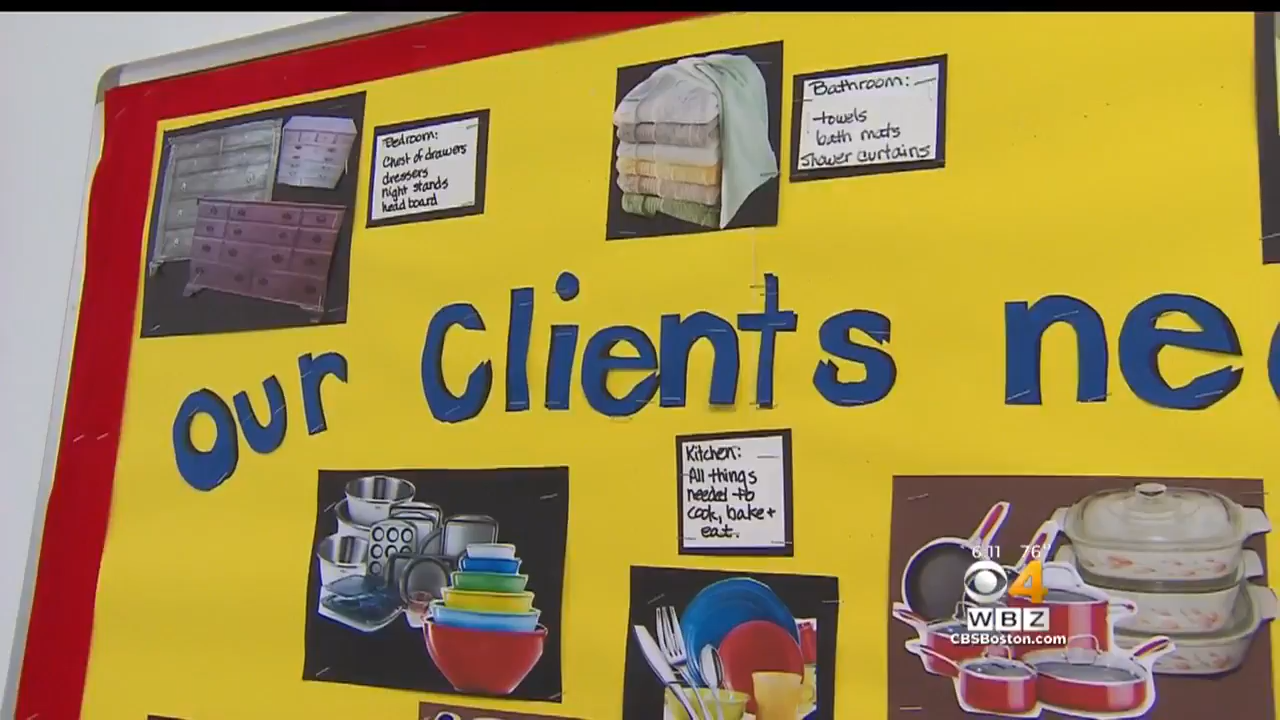 Bedroom:
Chest of drawers
dressers
night stands
head board
Bathroom:
towels
bath mats
shower curtains
Our Clients ne
Kitchen:
All things
needed to
cook, bake +
eat.
6:11 76°
4
WBZ
CBSBoston.com